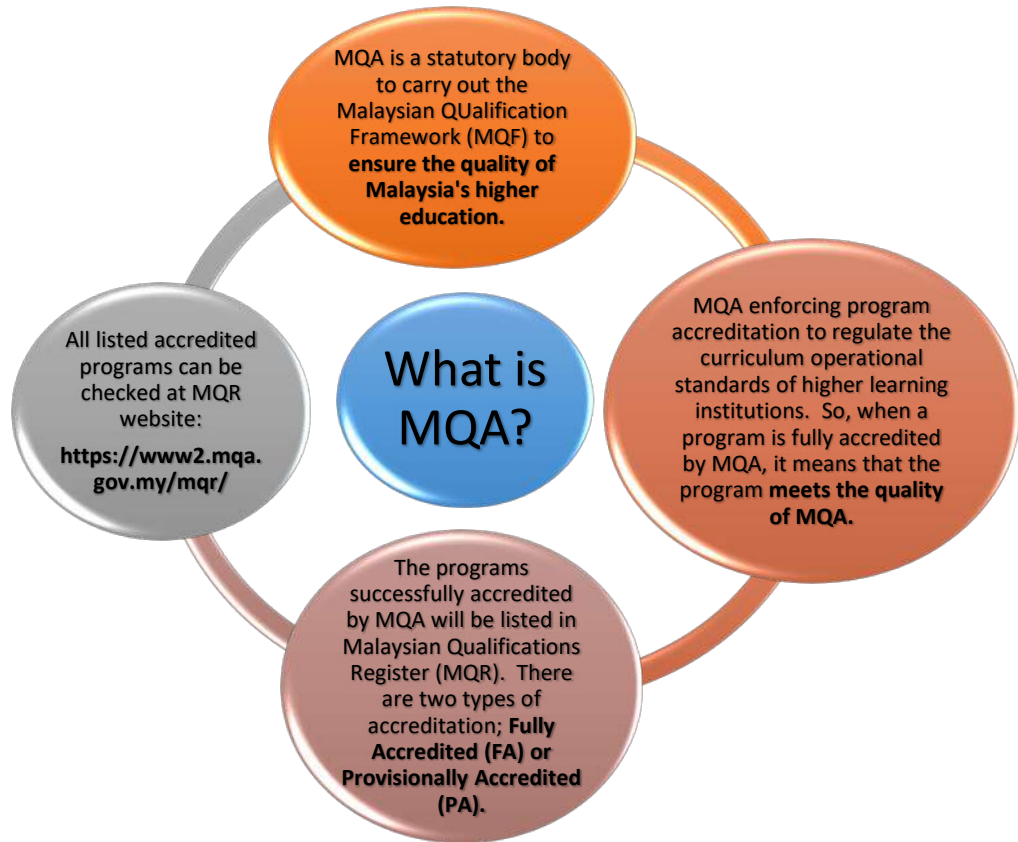 MQA is a statutory body
to carry out the
Malaysian QUalification
Framework (MQF) to
ensure the quality of
Malaysia's higher
education.
MQA enforcing program
accreditation to regulate the
curriculum operational
standards of higher learning
institutions.  So, when a
program is fully accredited
by MQA, it means that the
program meets the quality
of MQA.
The programs
successfully accredited
by MQA will be listed in
Malaysian Qualifications
Register (MQR).  There
are two types of
accreditation; Fully
Accredited (FA) or
Provisionally Accredited
(PA).
All listed accredited
programs can be
checked at MQR
website:
https://www2.mqa.
gov.my/mqr/
What is
MQA?